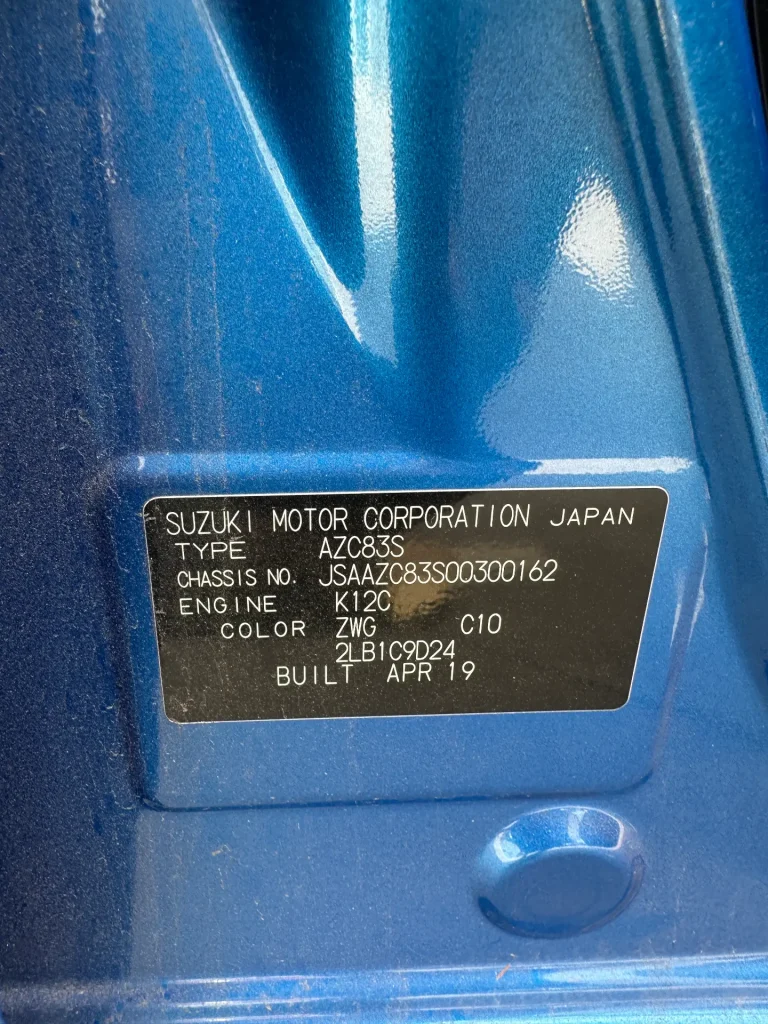 SUZUKI MOTOR CORPORATION JAPAN
TYPE AZC83S
CHASSIS NO. JSAAZC83S00300162
ENGINE K12C
COLOR ZWG C10
2LB1C9D24
BUILT APR 19